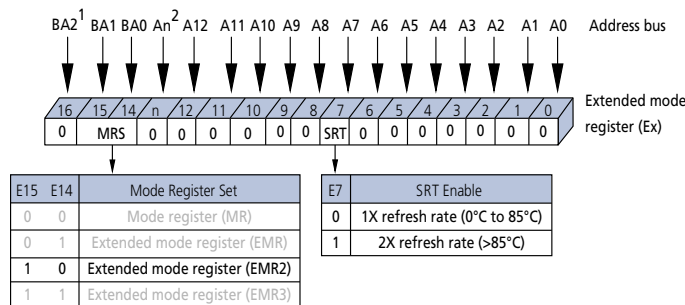 BA2¹ BA1 BA0 An² A12 A11 A10 A9 A8 A7 A6 A5 A4 A3 A2 A1 A0 Address bus
16 15 14 n 12 11 10 9 8 7 6 5 4 3 2 1 0 Extended mode
register (Ex)
0 MRS 0 0 0 0 0 0 SRT 0 0 0 0 0 0 0
E15 E14 Mode Register Set
0 0 Mode register (MR)
0 1 Extended mode register (EMR)
1 0 Extended mode register (EMR2)
1 1 Extended mode register (EMR3)
E7 SRT Enable
0 1X refresh rate (0°C to 85°C)
1 2X refresh rate (>85°C)